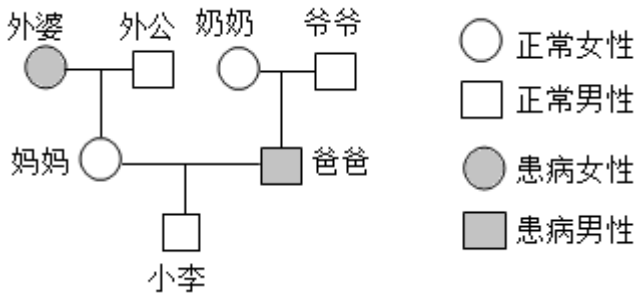 外婆 外公 奶奶 爷爷
妈妈 爸爸
小李
正常女性
正常男性
患病女性
患病男性